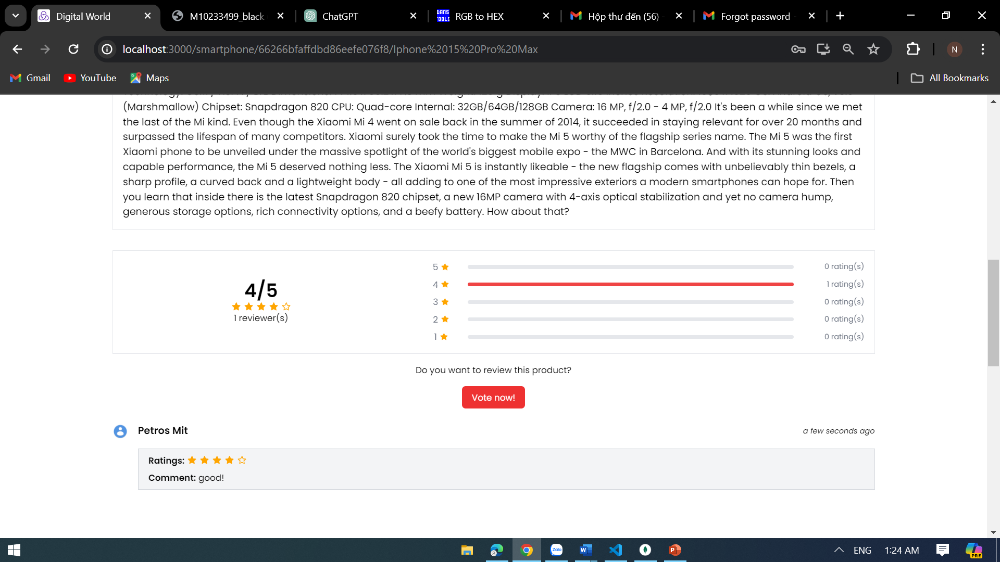 Digital World
M10233499_black
ChatGPT
DANS TOOLS
RGB to HEX
Hộp thư đến (56) -
Forgot password -
localhost:3000/smartphone/66266bfaffdbd86eefe076f8/Iphone%2015%20Pro%20Max
N
Gmail
YouTube
Maps
All Bookmarks
(Marshmallow) Chipset: Snapdragon 820 CPU: Quad-core Internal: 32GB/64GB/128GB Camera: 16 MP, f/2.0 - 4 MP, f/2.0 It's been a while since we met
the last of the Mi kind. Even though the Xiaomi Mi 4 went on sale back in the summer of 2014, it succeeded in staying relevant for over 20 months and
surpassed the lifespan of many competitors. Xiaomi surely took the time to make the Mi 5 worthy of the flagship series name. The Mi 5 was the first
Xiaomi phone to be unveiled under the massive spotlight of the world's biggest mobile expo - the MWC in Barcelona. And with its stunning looks and
capable performance, the Mi 5 deserved nothing less. The Xiaomi Mi 5 is instantly likeable - the new flagship comes with unbelievably thin bezels, a
sharp profile, a curved back and a lightweight body - all adding to one of the most impressive exteriors a modern smartphones can hope for. Then
you learn that inside there is the latest Snapdragon 820 chipset, a new 16MP camera with 4-axis optical stabilization and yet no camera hump,
generous storage options, rich connectivity options, and a beefy battery. How about that?
4/5
1 reviewer(s)
5 0 rating(s)
4 1 rating(s)
3 0 rating(s)
2 0 rating(s)
1 0 rating(s)
Do you want to review this product?
Vote now!
Petros Mit
a few seconds ago
Ratings:
Comment: good!
Zalo
ENG
1:24 AM
PRE